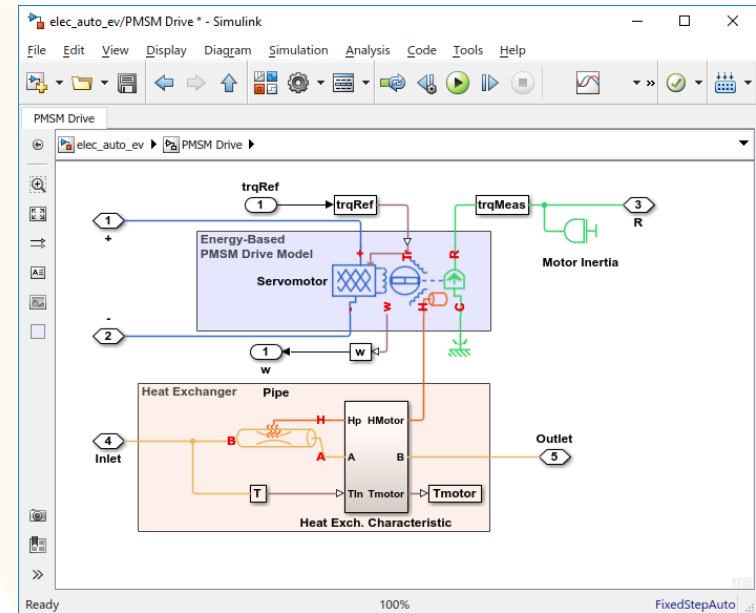 elec_auto_ev/PMSM Drive * - Simulink
File Edit View Display Diagram Simulation Analysis Code Tools Help
PMSM Drive
elec_auto_ev PMSM Drive
trqRef
1 trqRef trqMeas 3
R
1
+
Energy-Based
PMSM Drive Model
+ Tr R
Motor Inertia
Servomotor
- w H C
-
2
1 w
w
Heat Exchanger Pipe
H Hp HMotor
4 B
Inlet
A A B
Outlet
5
T TIn Tmotor Tmotor
Heat Exch. Characteristic
Ready 100% FixedStepAuto